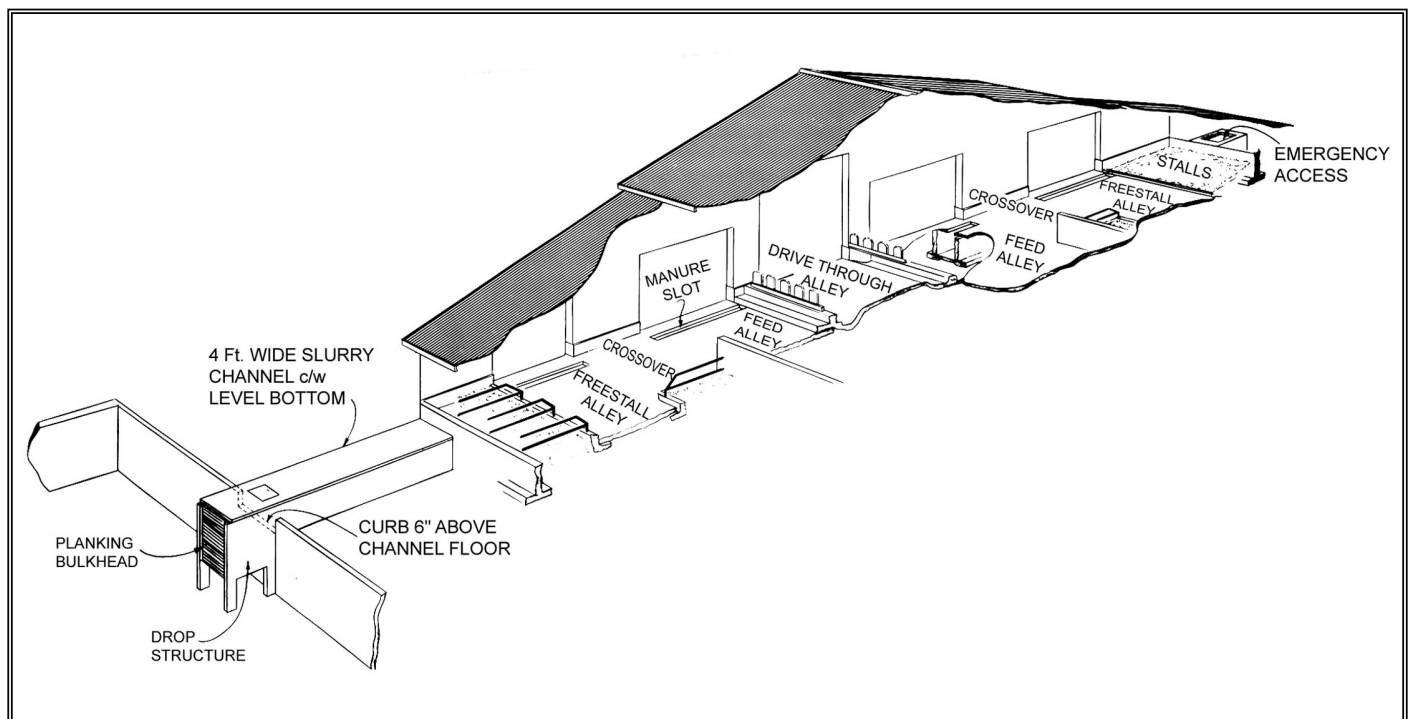 EMERGENCY
ACCESS
STALLS
FREESTALL
ALLEY
CROSSOVER
FEED
ALLEY
DRIVE THROUGH
ALLEY
MANURE
SLOT
FEED
ALLEY
CROSSOVER
FREESTALL
ALLEY
4 Ft. WIDE SLURRY
CHANNEL c/w
LEVEL BOTTOM
CURB 6" ABOVE
CHANNEL FLOOR
PLANKING
BULKHEAD
DROP
STRUCTURE